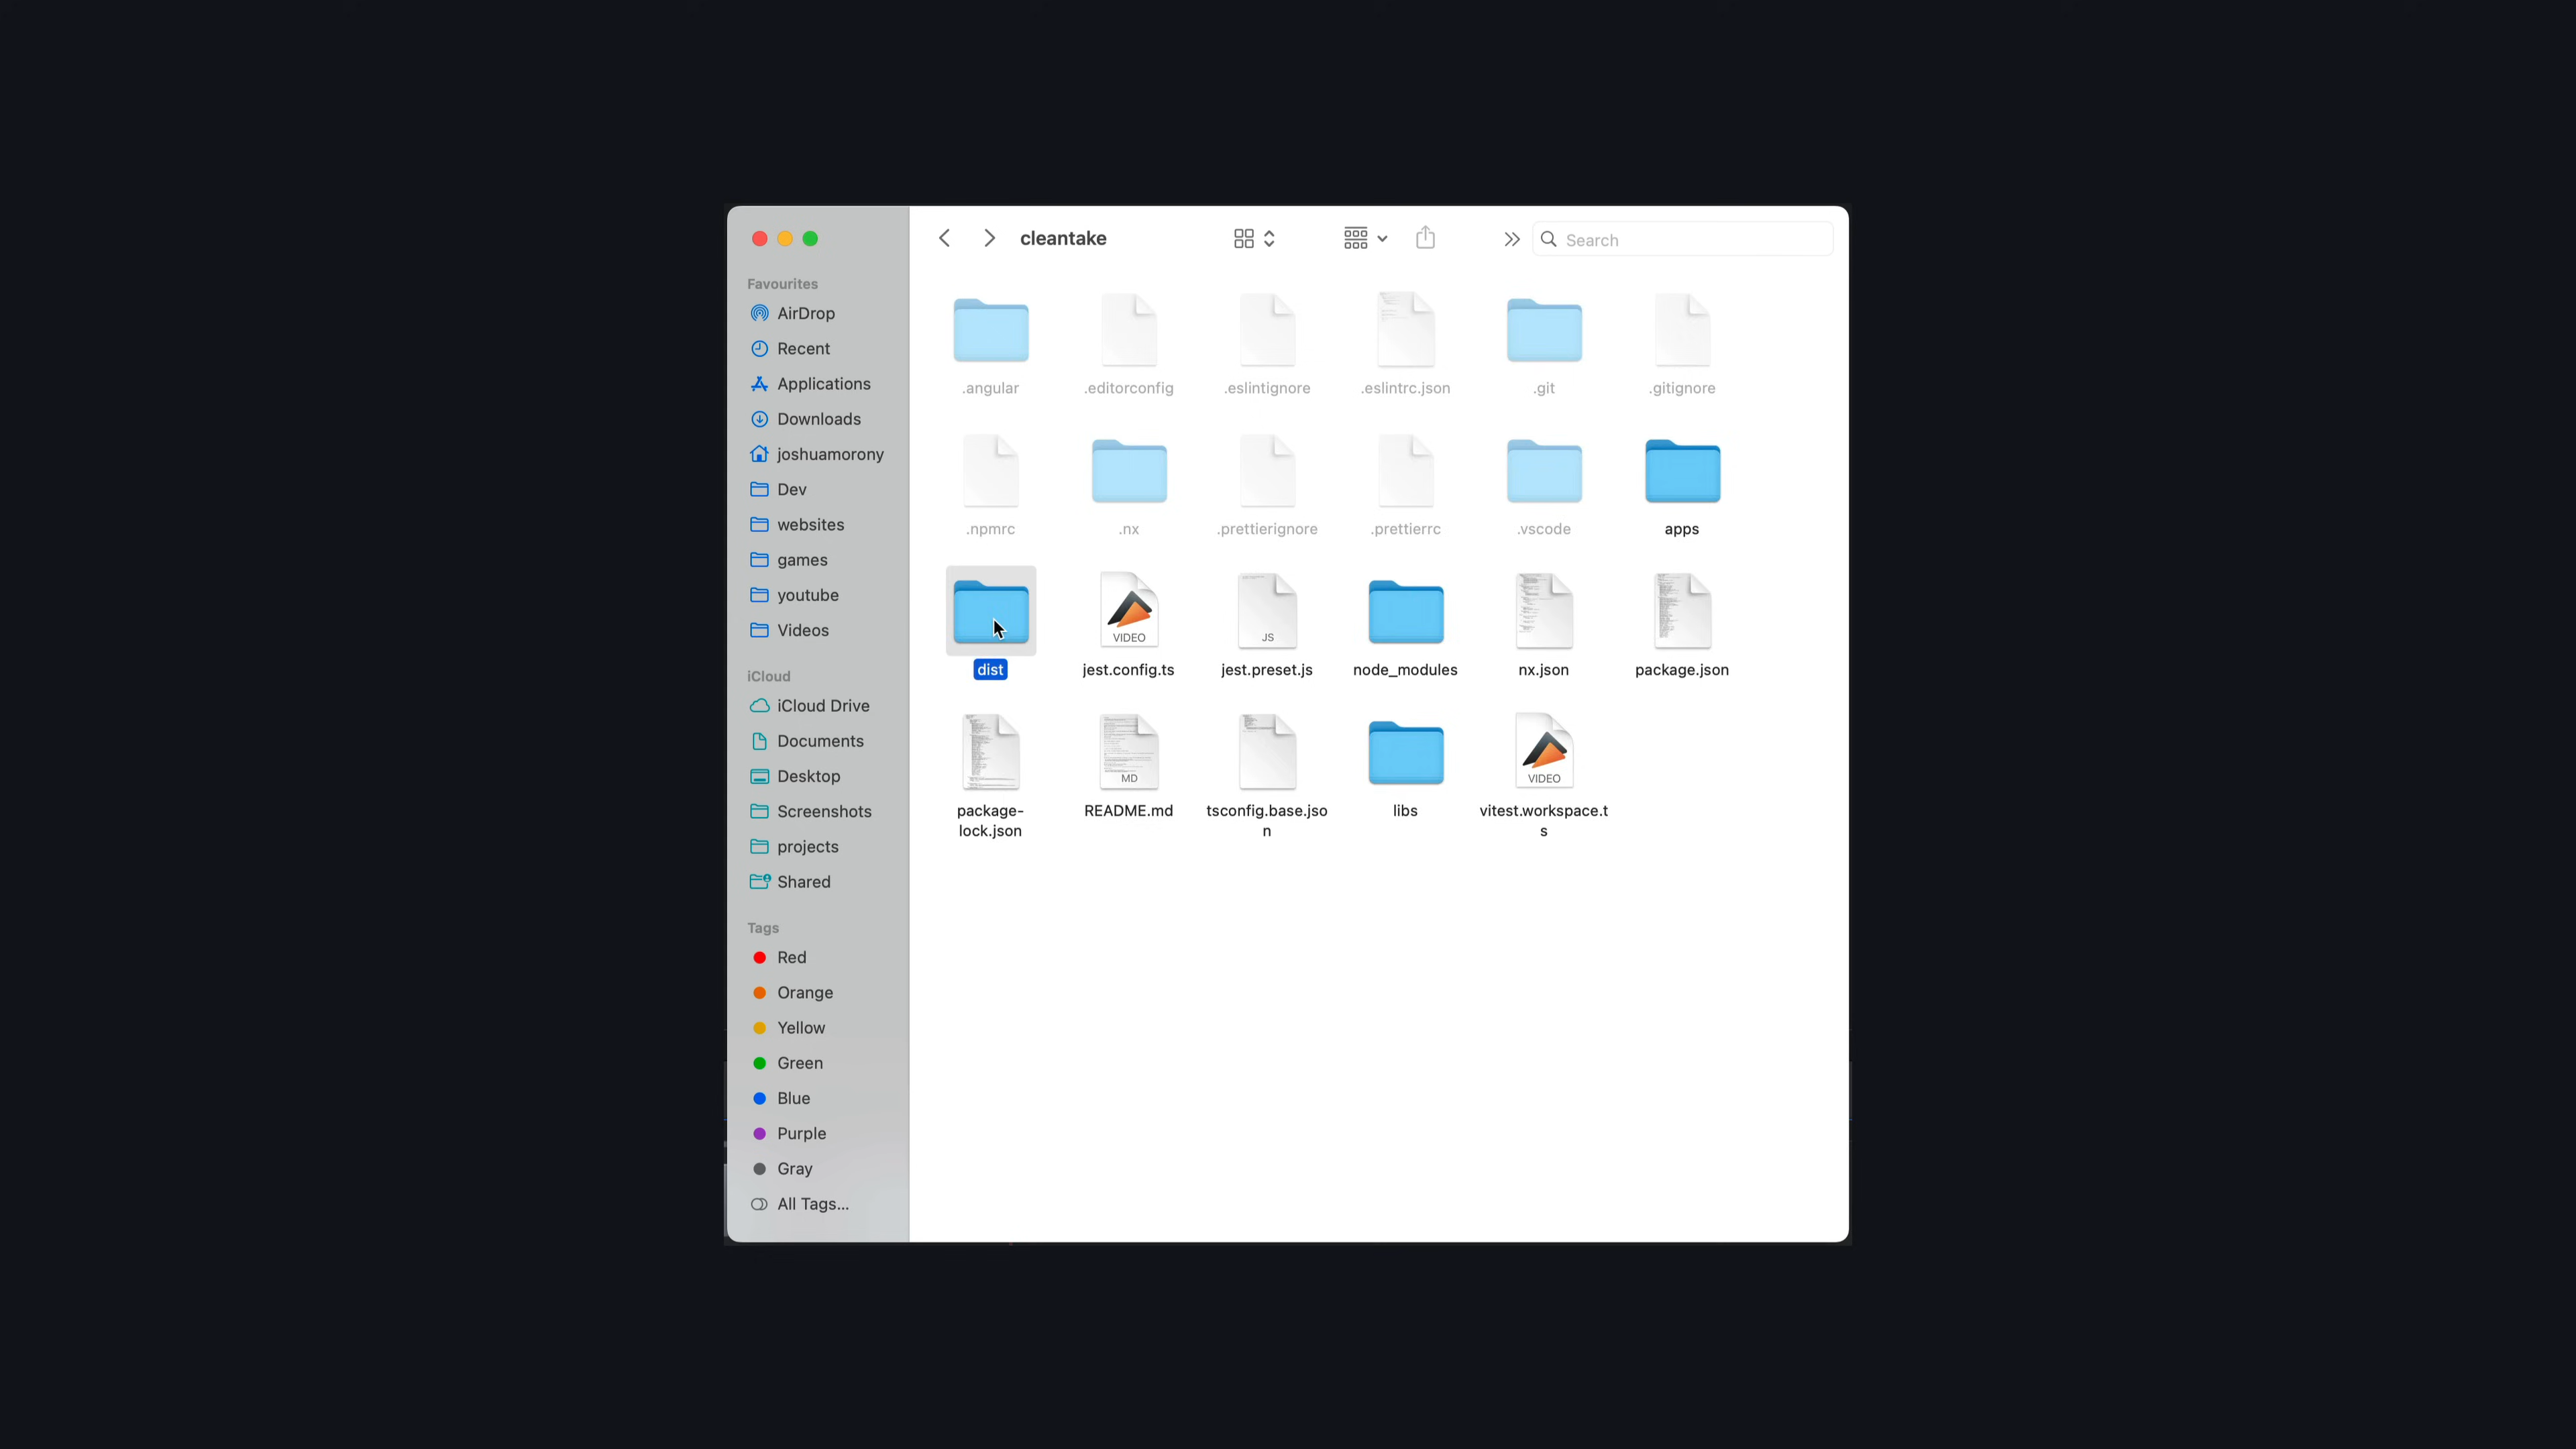 cleantake
Search
Favourites
AirDrop
Recent
Applications
Downloads
joshuamorony
Dev
websites
games
youtube
Videos
iCloud
iCloud Drive
Documents
Desktop
Screenshots
projects
Shared
Tags
Red
Orange
Yellow
Green
Blue
Purple
Gray
All Tags...
.angular
.editorconfig
.eslintignore
.eslintrc.json
.git
.gitignore
.npmrc
.nx
.prettierignore
.prettierrc
.vscode
apps
dist
VIDEO
jest.config.ts
JS
jest.preset.js
node_modules
nx.json
package.json
package-
lock.json
MD
README.md
tsconfig.base.jso
n
libs
VIDEO
vitest.workspace.t
s